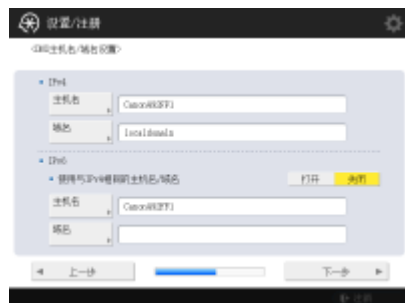 设置/注册
<DNS主机名/域名设置>
IPv4
主机名
域名
localdomain
IPv6
使用与IPv4相同的主机名/域名
打开 关闭
主机名
域名
上一步 下一步
注册